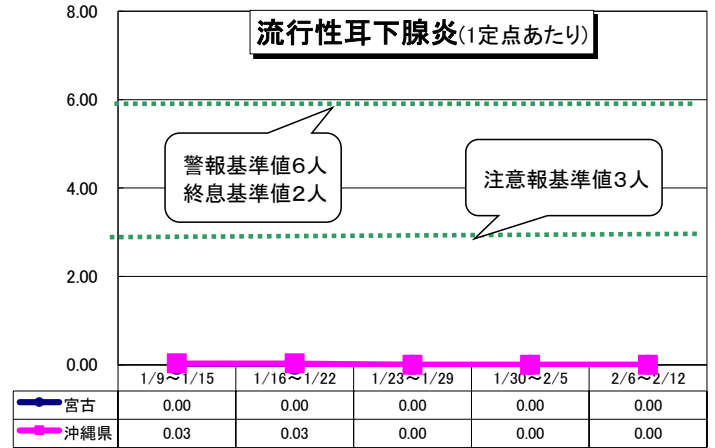 流行性耳下腺炎(1定点あたり)
8.00
6.00
4.00
2.00
0.00
警報基準値6人
終息基準値2人
注意報基準値3人
1/9～1/15 1/16～1/22 1/23～1/29 1/30～2/5 2/6～2/12
宮古 0.00 0.00 0.00 0.00 0.00
沖縄県 0.03 0.03 0.00 0.00 0.00